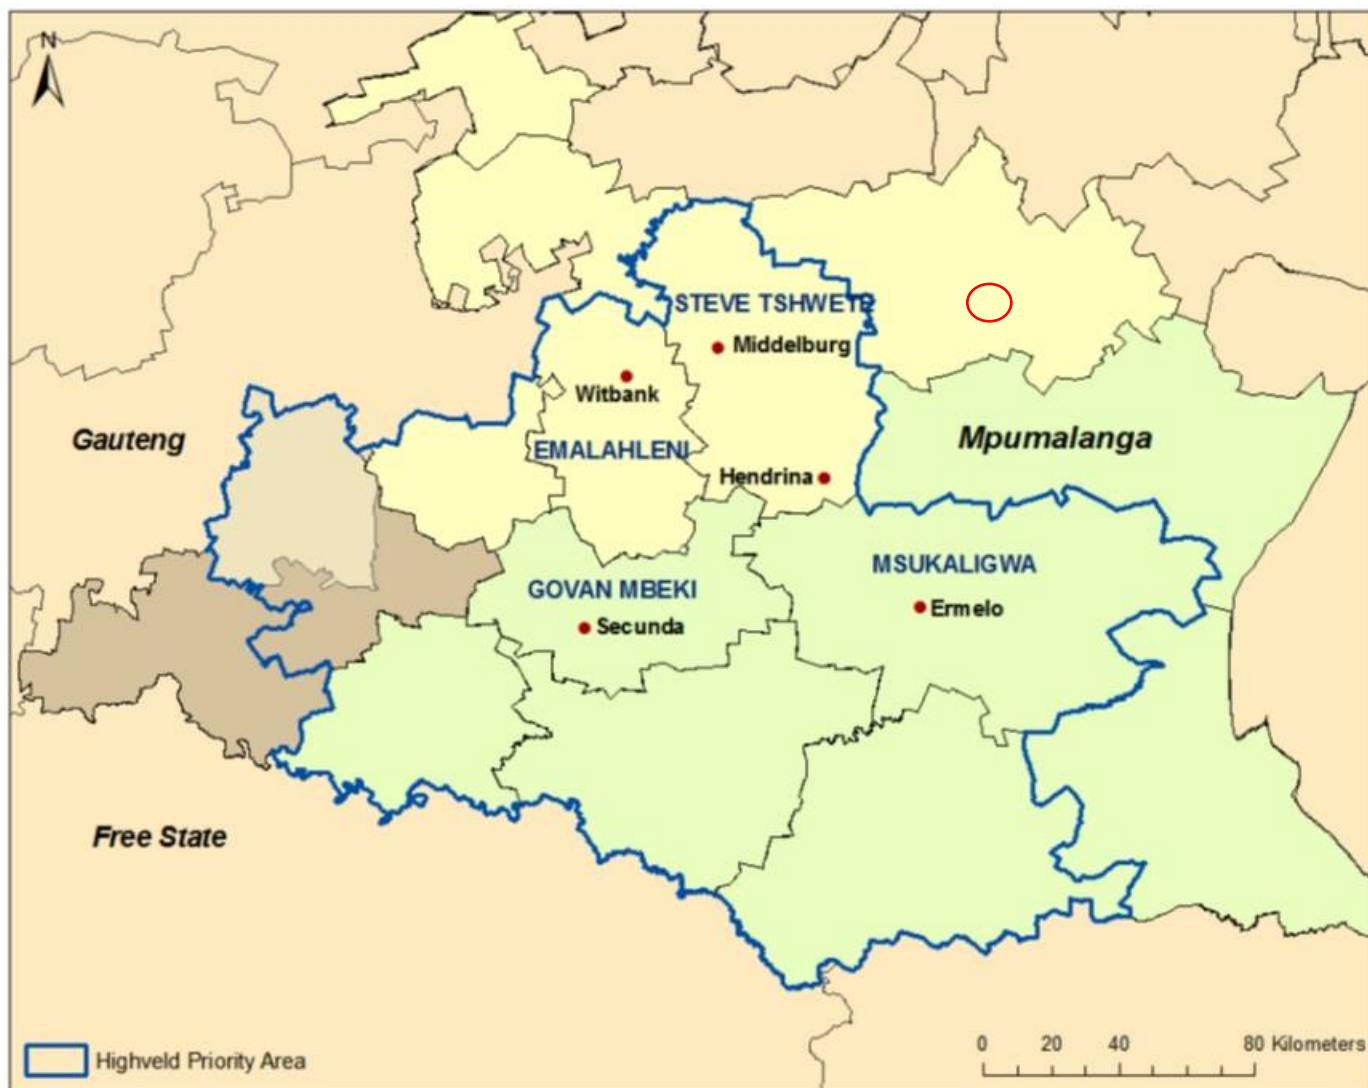 N
STEVE TSHWETE
Middelburg
Witbank
Gauteng
Mpumalanga
EMALAHLENI
Hendrina
MSUKALIGWA
GOVAN MBEKI
Ermelo
Secunda
Free State
Highveld Priority Area
0 20 40 80 Kilometers